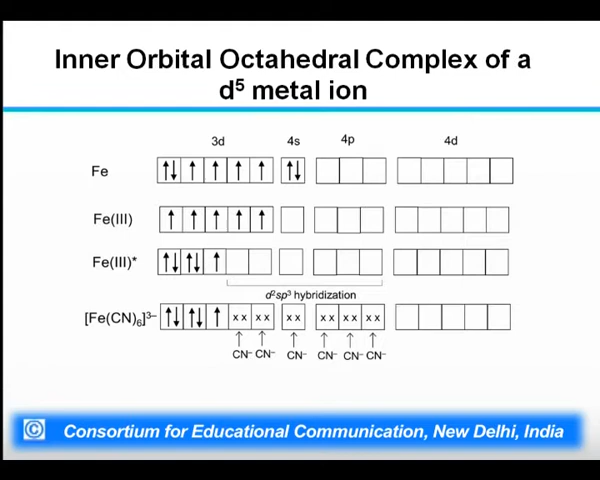 Inner Orbital Octahedral Complex of a
d⁵ metal ion
3d 4s 4p 4d
Fe
Fe(III)
Fe(III)*
d²sp³ hybridization
[Fe(CN)₆]³⁻ x x x x x x x x x x x x
CN⁻ CN⁻ CN⁻ CN⁻ CN⁻ CN⁻
© Consortium for Educational Communication, New Delhi, India